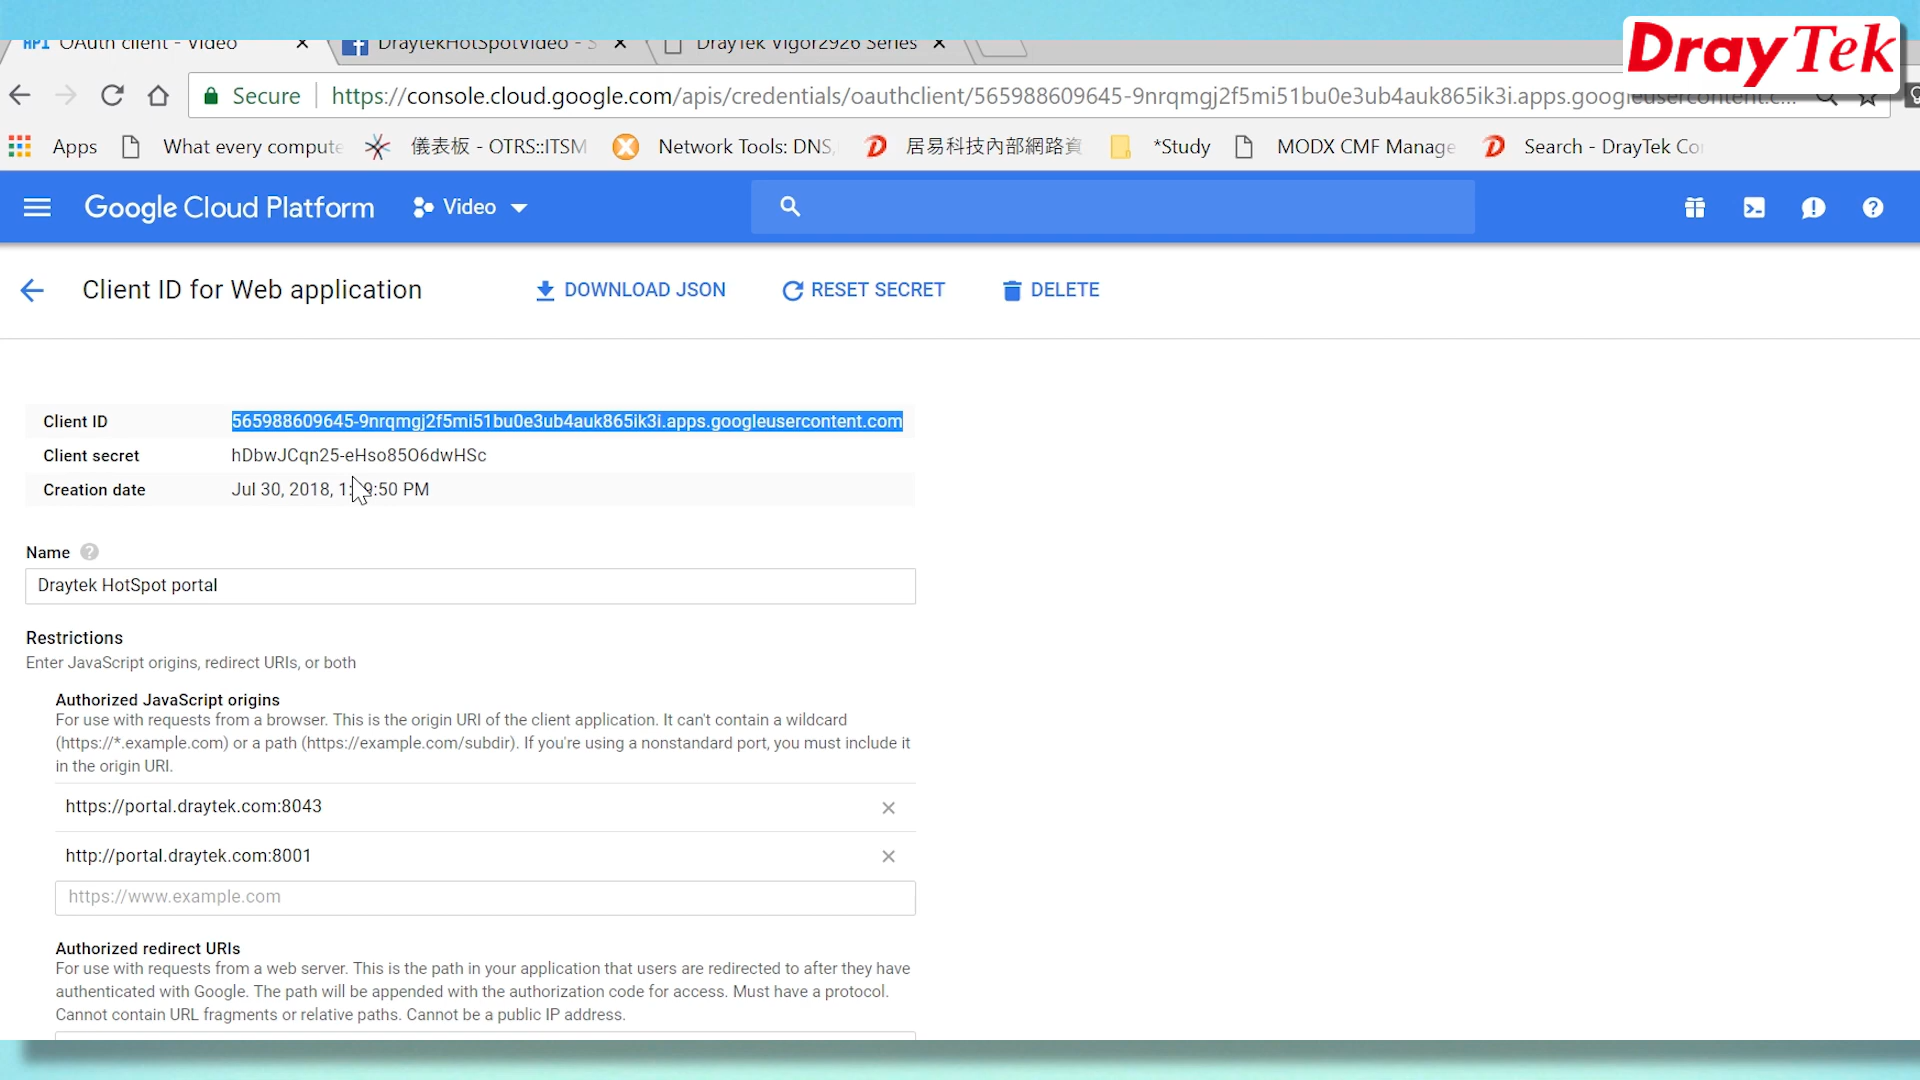 DrayTek
API OAuth client - Video
DraytekHotSpotVideo - S
DrayTek Vigor2926 Series
Secure https://console.cloud.google.com/apis/credentials/oauthclient/565988609645-9nrqmgj2f5mi51bu0e3ub4auk865ik3i.apps.googleusercontent.c...
Apps What every compute 儀表板 - OTRS::ITSM Network Tools: DNS, 居易科技內部網路資 *Study MODX CMF Manage Search - DrayTek Co
Google Cloud Platform Video
Client ID for Web application DOWNLOAD JSON RESET SECRET DELETE
Client ID 565988609645-9nrqmgj2f5mi51bu0e3ub4auk865ik3i.apps.googleusercontent.com
Client secret hDbwJCqn25-eHso85O6dwHSc
Creation date Jul 30, 2018, 1 9:50 PM
Name
Draytek HotSpot portal
Restrictions
Enter JavaScript origins, redirect URIs, or both
Authorized JavaScript origins
For use with requests from a browser. This is the origin URI of the client application. It can't contain a wildcard
(https://*.example.com) or a path (https://example.com/subdir). If you're using a nonstandard port, you must include it
in the origin URI.
https://portal.draytek.com:8043
http://portal.draytek.com:8001
https://www.example.com
Authorized redirect URIs
For use with requests from a web server. This is the path in your application that users are redirected to after they have
authenticated with Google. The path will be appended with the authorization code for access. Must have a protocol.
Cannot contain URL fragments or relative paths. Cannot be a public IP address.